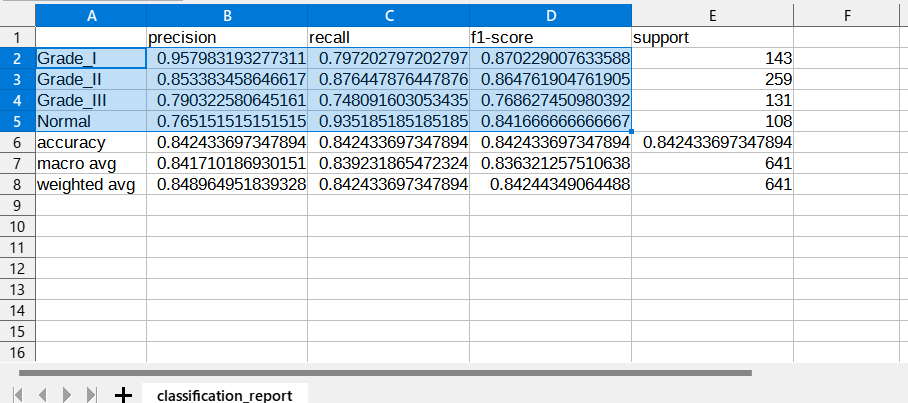 A B C D E F
1 precision recall f1-score support
2 Grade_I 0.957983193277311 0.797202797202797 0.870229007633588 143
3 Grade_II 0.853383458646617 0.876447876447876 0.864761904761905 259
4 Grade_III 0.790322580645161 0.748091603053435 0.768627450980392 131
5 Normal 0.765151515151515 0.935185185185185 0.841666666666667 108
6 accuracy 0.842433697347894 0.842433697347894 0.842433697347894 0.842433697347894
7 macro avg 0.841710186930151 0.839231865472324 0.836321257510638 641
8 weighted avg 0.848964951839328 0.842433697347894 0.84244349064488 641
9
10
11
12
13
14
15
16
classification_report